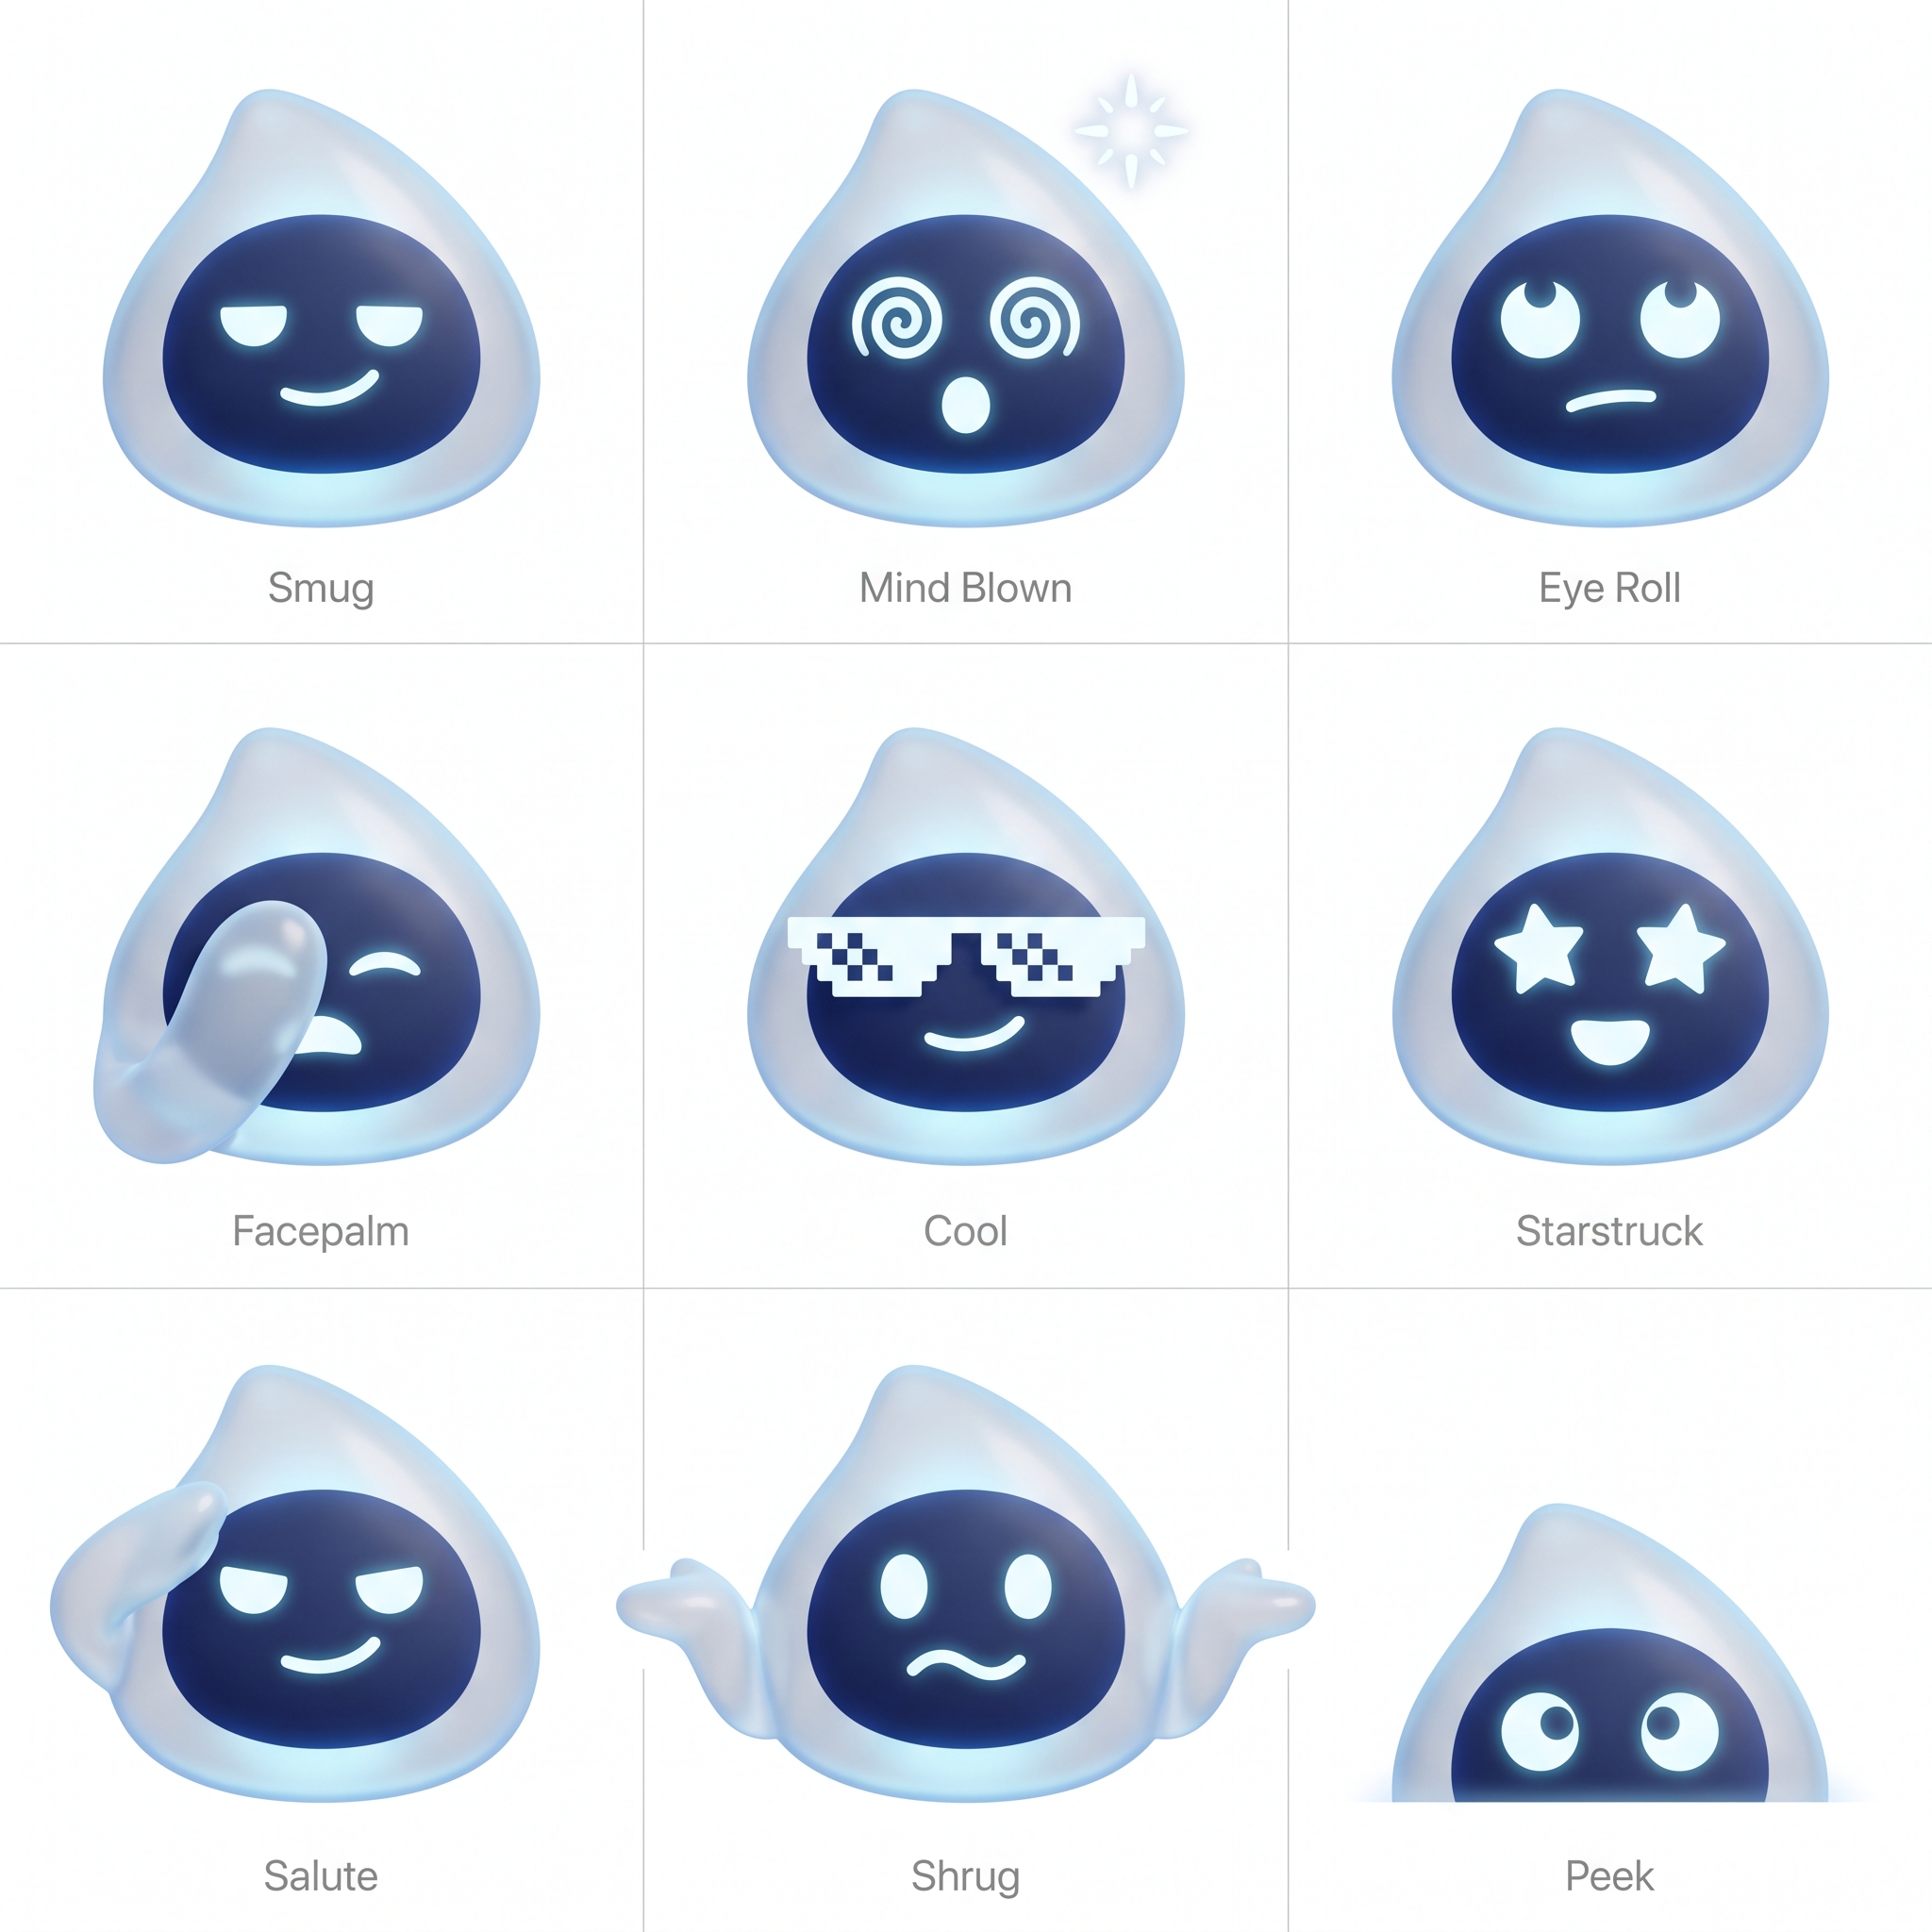 Smug
Mind Blown
Eye Roll
Facepalm
Cool
Starstruck
Salute
Shrug
Peek